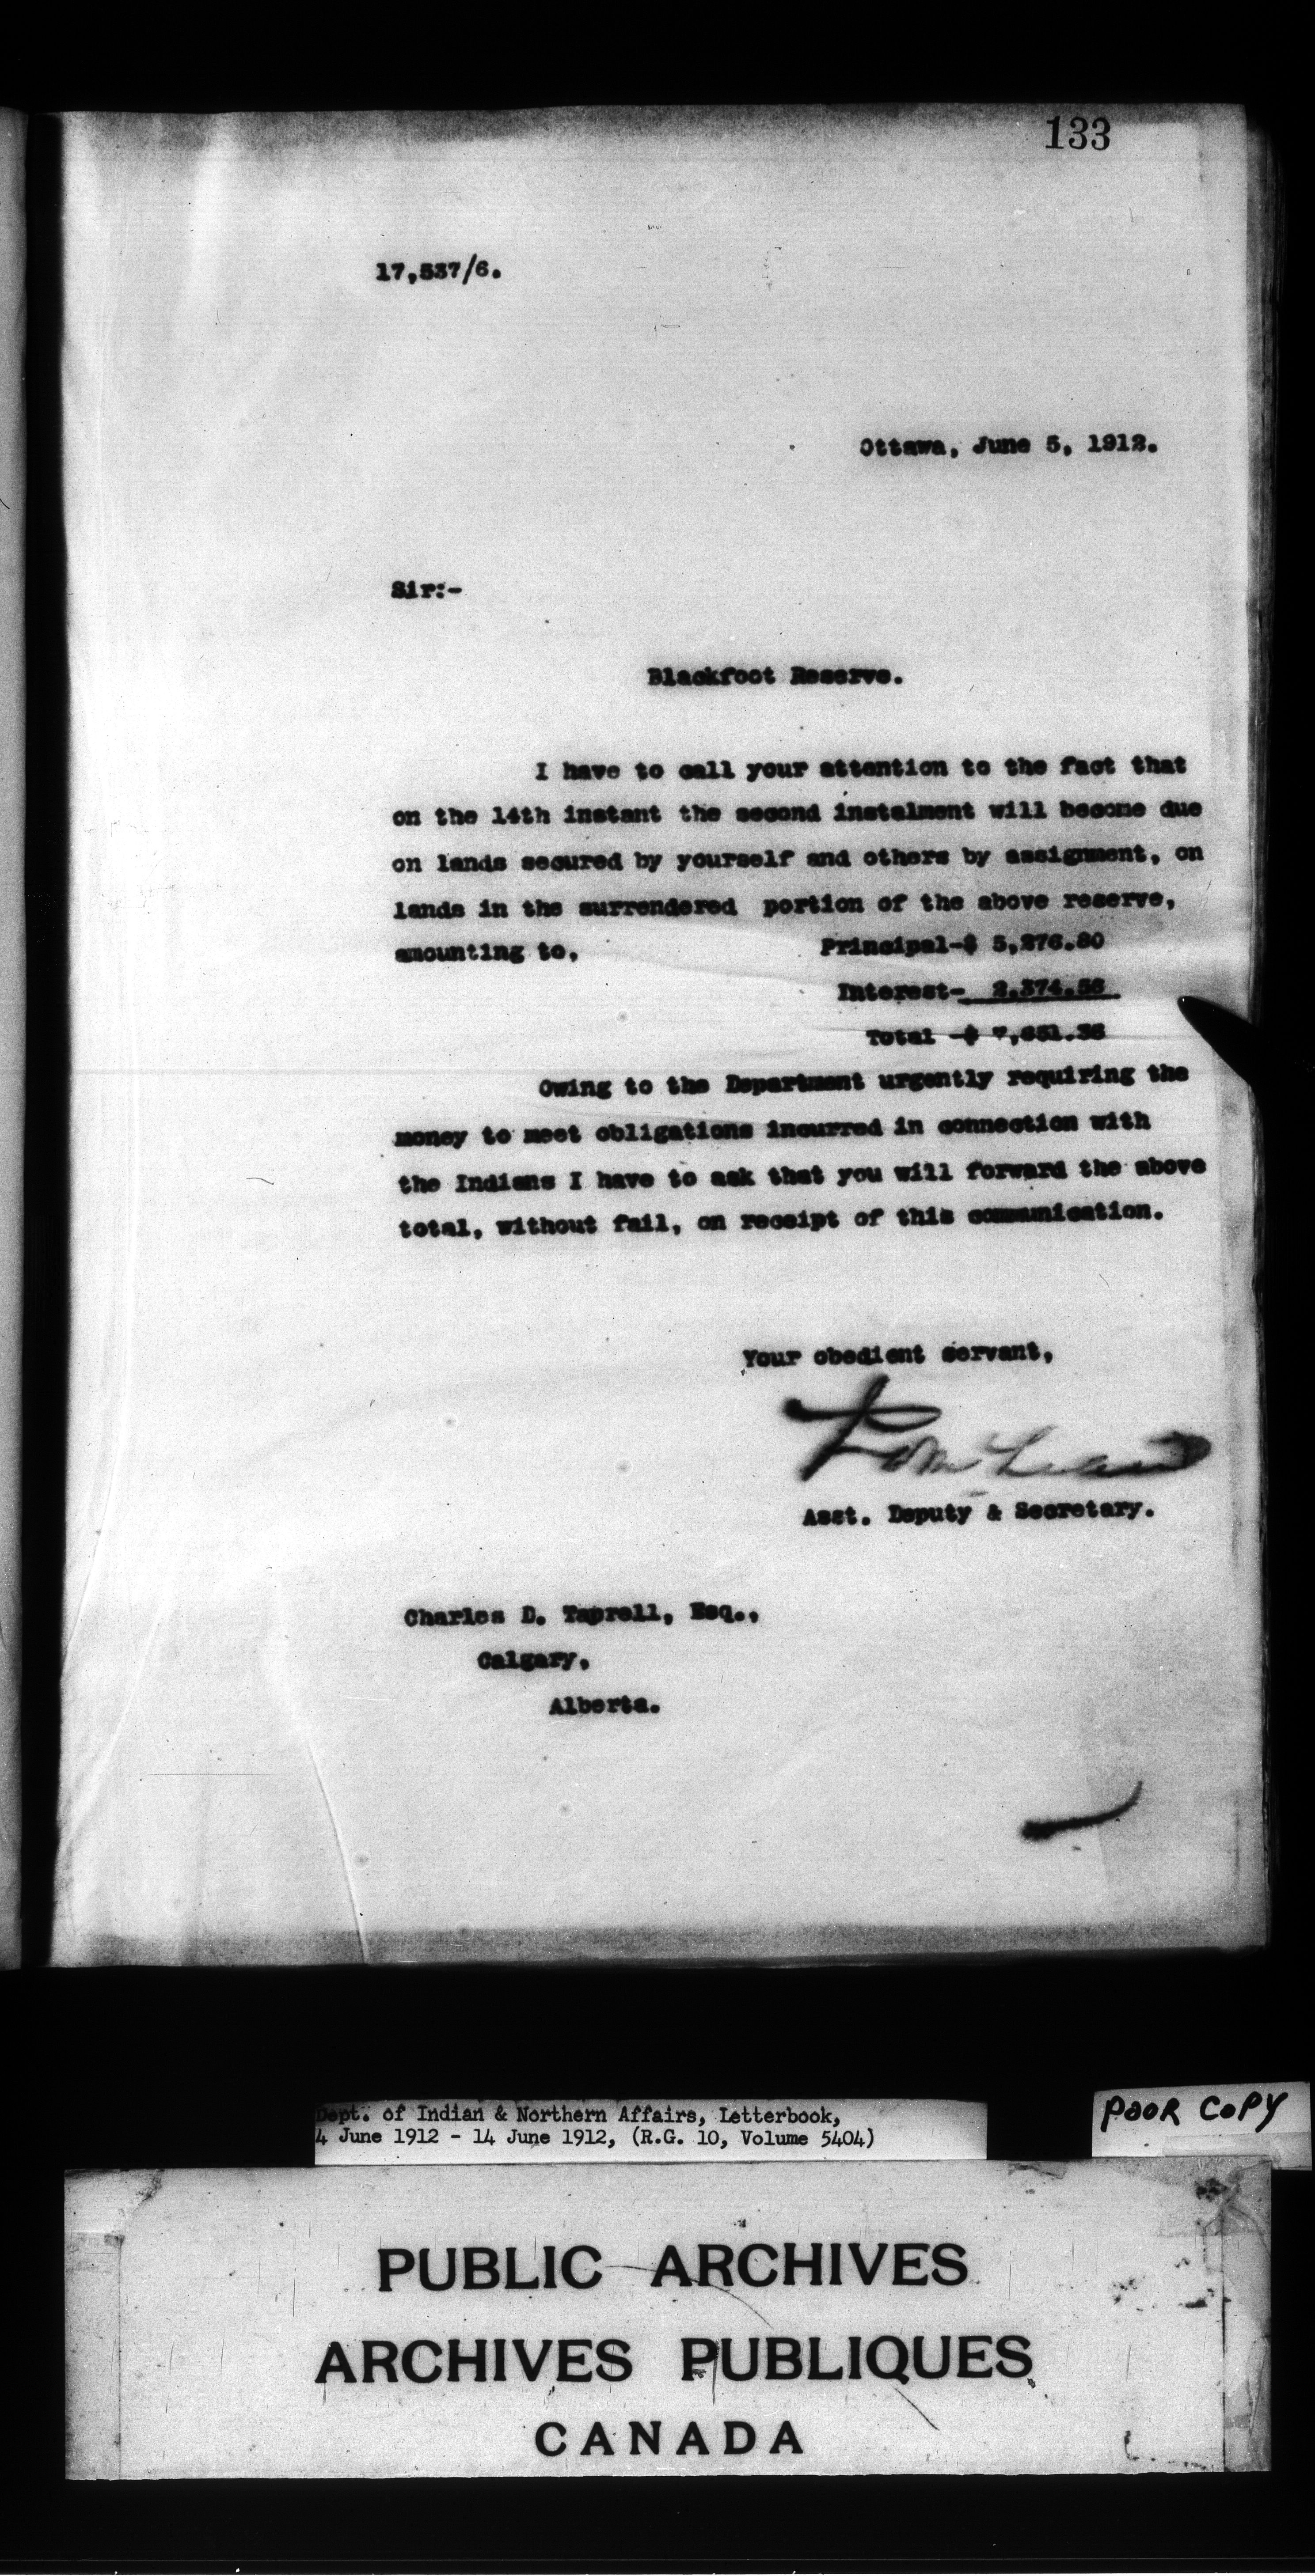 133
17,537/6.
Ottawa, June 5, 1912.
Sir:-
Blackfoot Reserve.
I have to call your attention to the fact that
on the 14th instant the second instalment will become due
on lands secured by yourself and others by assignment, on
lands in the surrendered portion of the above reserve,
amounting to, Principal-$ 5,276.80
Interest- 2,374.56
Total -$ 7,651.36
Owing to the Department urgently requiring the
money to meet obligations incurred in connection with
the Indians I have to ask that you will forward the above
total, without fail, on receipt of this communication.
Your obedient servant,
Asst. Deputy & Secretary.
Charles D. Taprell, Esq.,
Calgary,
Alberta.
Dept. of Indian & Northern Affairs, Letterbook,
4 June 1912 - 14 June 1912, (R.G. 10, Volume 5404)
POOR COPY
PUBLIC ARCHIVES
ARCHIVES PUBLIQUES
CANADA